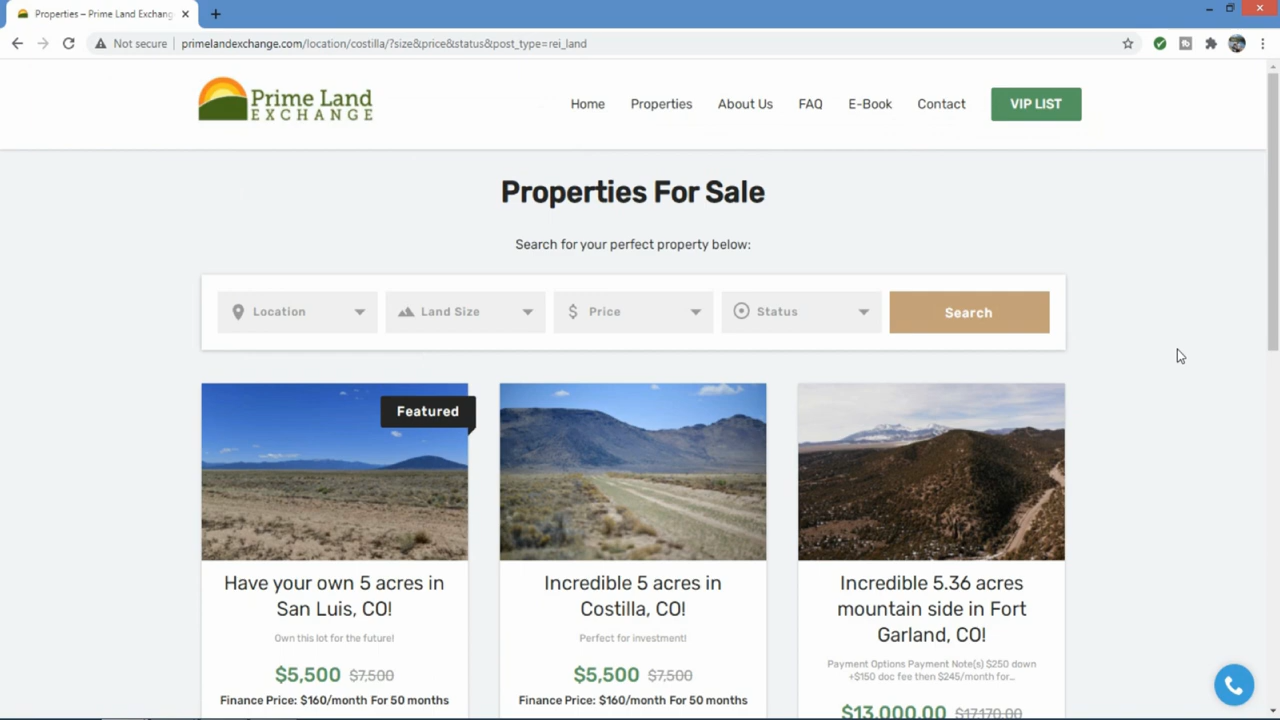 Properties – Prime Land Exchang
Not secure
primelandexchange.com/location/costilla/?size&price&status&post_type=rei_land
Prime Land
EXCHANGE
Home
Properties
About Us
FAQ
E-Book
Contact
VIP LIST
Properties For Sale
Search for your perfect property below:
Location
Land Size
Price
Status
Search
Featured
Have your own 5 acres in
San Luis, CO!
Own this lot for the future!
$5,500 $7,500
Finance Price: $160/month For 50 months
Incredible 5 acres in
Costilla, CO!
Perfect for investment!
$5,500 $7,500
Finance Price: $160/month For 50 months
Incredible 5.36 acres
mountain side in Fort
Garland, CO!
Payment Options Payment Note(s) $250 down
+$150 doc fee then $245/month for...
$13,000.00 $17,170.00